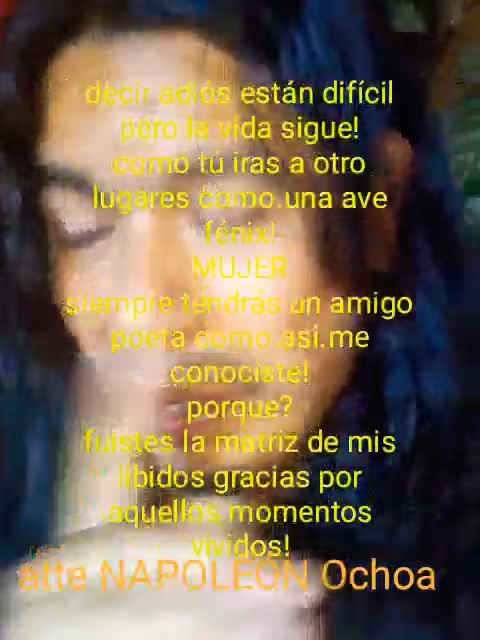 decir adiós están difícil
pero la vida sigue!
como tú iras a otro
lugares como.una ave
fénix!
MUJER
siempre tendrás un amigo
poeta como.asi.me
conociste!
porque?
fuistes la matriz de mis
libidos gracias por
aquellos momentos
vividos!
atte NAPOLEÓN Ochoa